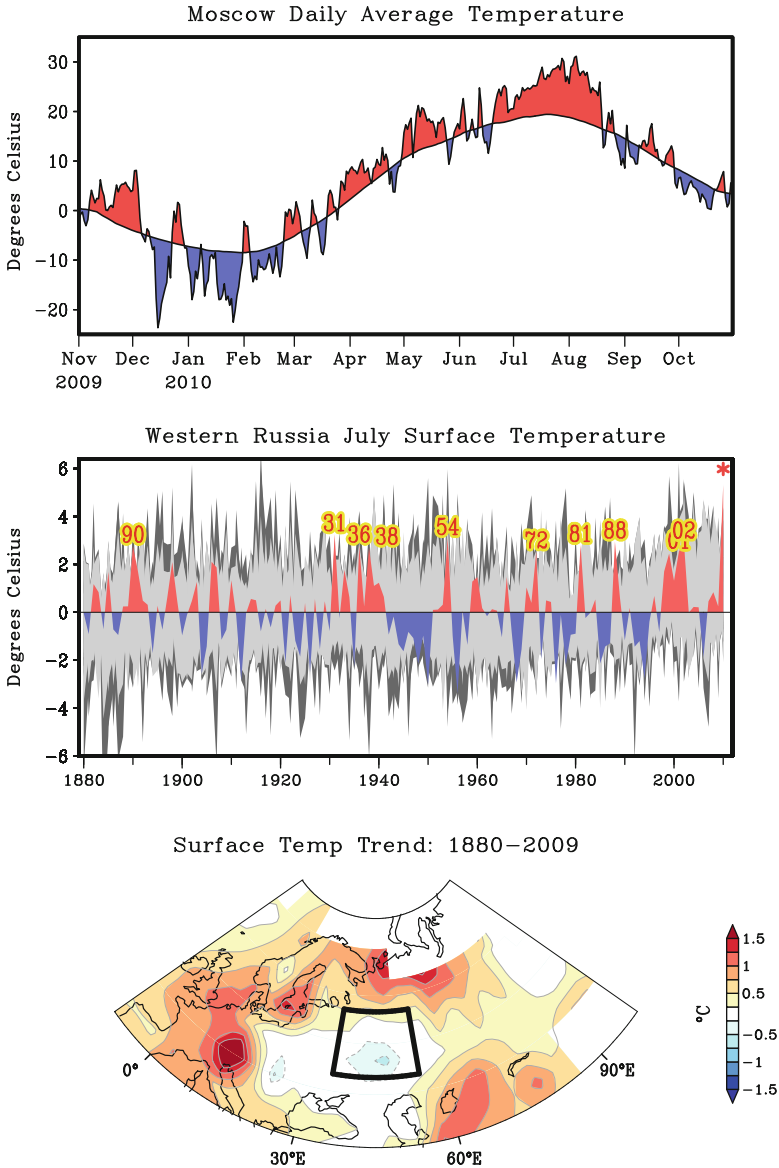 Moscow Daily Average Temperature
Degrees Celsius
30
20
10
0
−10
−20
Nov Dec Jan Feb Mar Apr May Jun Jul Aug Sep Oct
2009 2010
Western Russia July Surface Temperature
Degrees Celsius
6
4
2
0
−2
−4
−6
*
90 31 36 38 54 72 81 88 01 02
1880 1900 1920 1940 1960 1980 2000
Surface Temp Trend: 1880−2009
0°
30°E
60°E
90°E
°C
1.5
1
0.5
−0.5
−1
−1.5